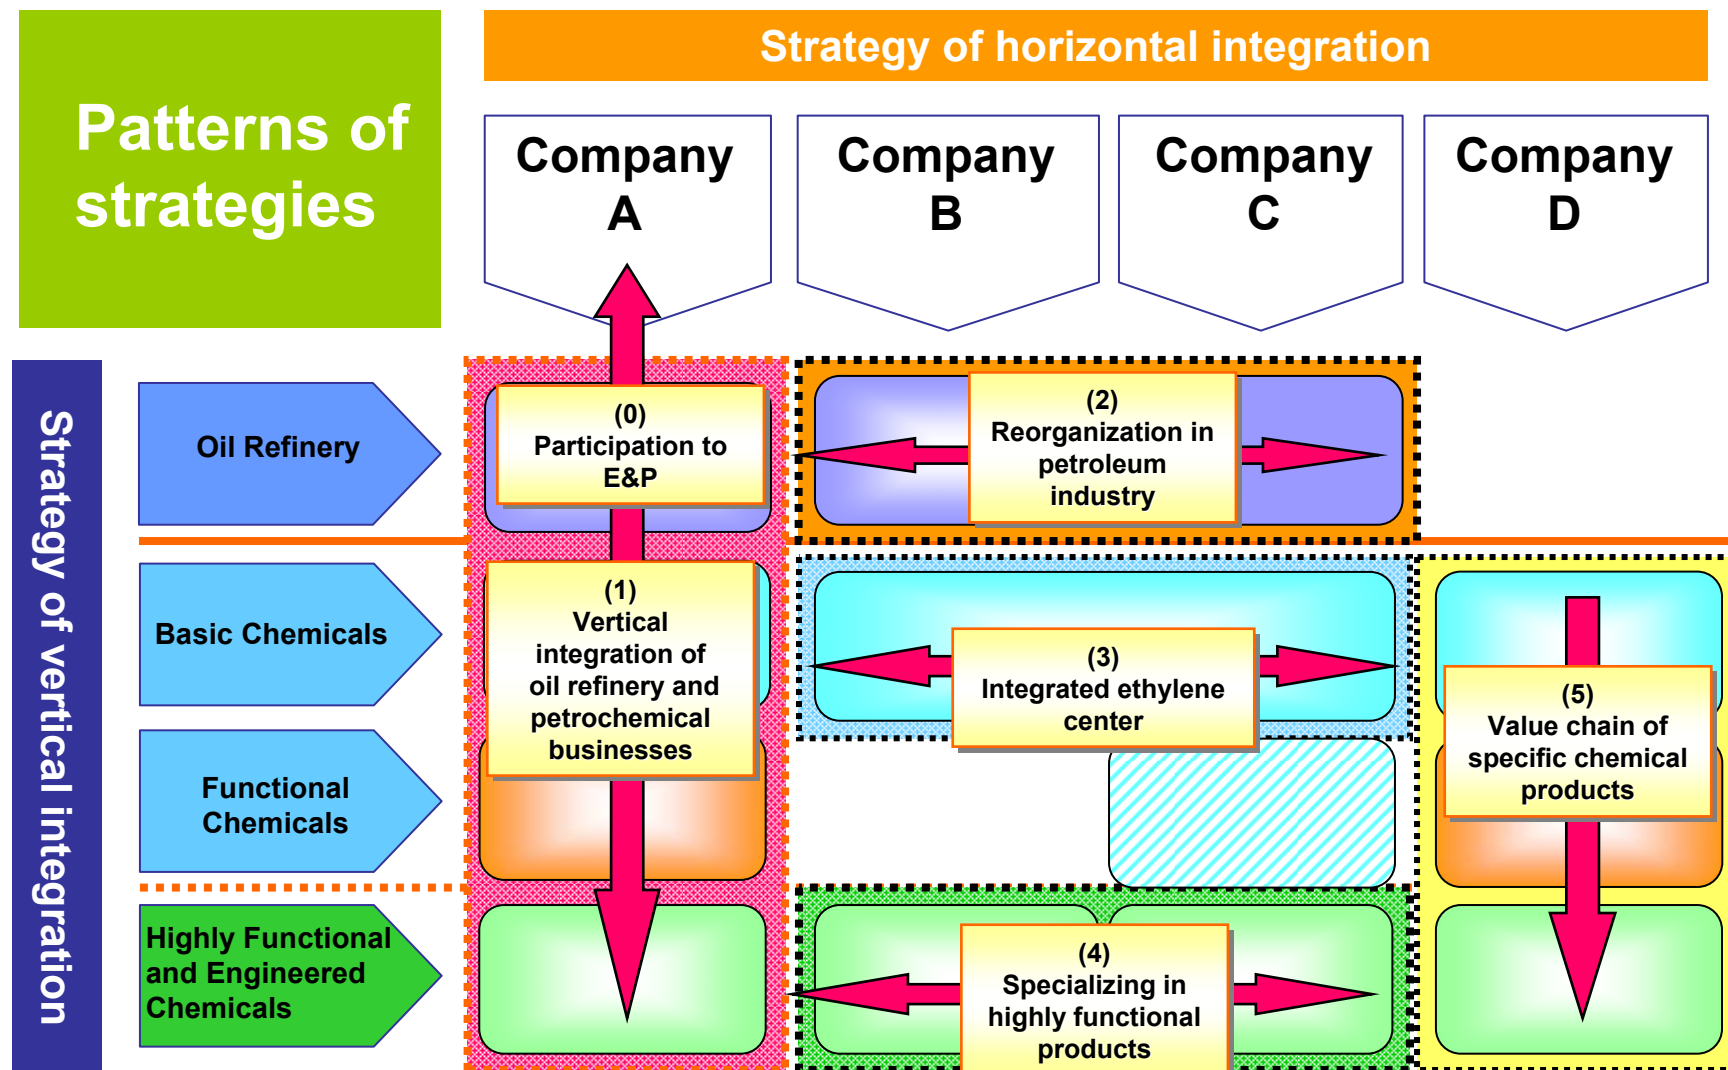 Patterns of
strategies
Strategy of horizontal integration
Company
A
Company
B
Company
C
Company
D
Strategy of vertical integration
Oil Refinery
Basic Chemicals
Functional
Chemicals
Highly Functional
and Engineered
Chemicals
(0)
Participation to
E&P
(1)
Vertical
integration of
oil refinery and
petrochemical
businesses
(2)
Reorganization in
petroleum
industry
(3)
Integrated ethylene
center
(4)
Specializing in
highly functional
products
(5)
Value chain of
specific chemical
products